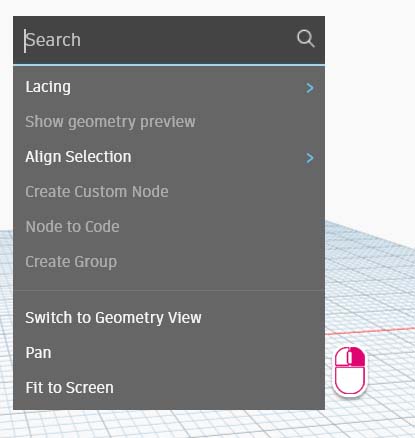 Search
Lacing
Show geometry preview
Align Selection
Create Custom Node
Node to Code
Create Group
Switch to Geometry View
Pan
Fit to Screen